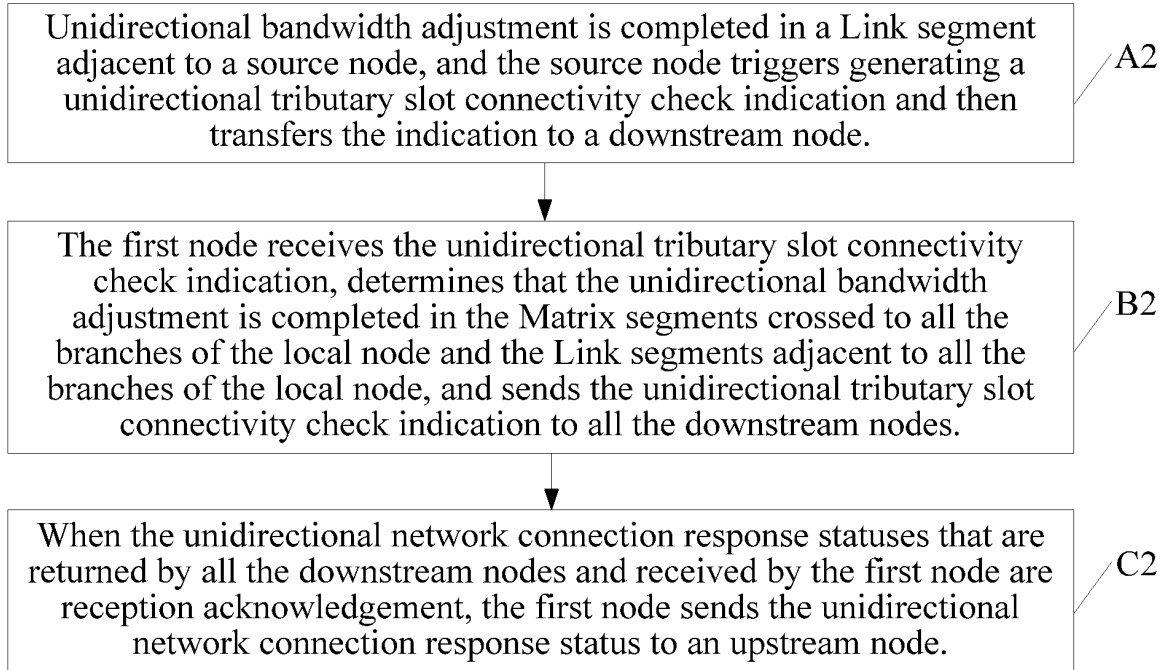 Unidirectional bandwidth adjustment is completed in a Link segment
adjacent to a source node, and the source node triggers generating a
unidirectional tributary slot connectivity check indication and then
transfers the indication to a downstream node.
A2
The first node receives the unidirectional tributary slot connectivity
check indication, determines that the unidirectional bandwidth
adjustment is completed in the Matrix segments crossed to all the
branches of the local node and the Link segments adjacent to all the
branches of the local node, and sends the unidirectional tributary slot
connectivity check indication to all the downstream nodes.
B2
When the unidirectional network connection response statuses that are
returned by all the downstream nodes and received by the first node are
reception acknowledgement, the first node sends the unidirectional
network connection response status to an upstream node.
C2